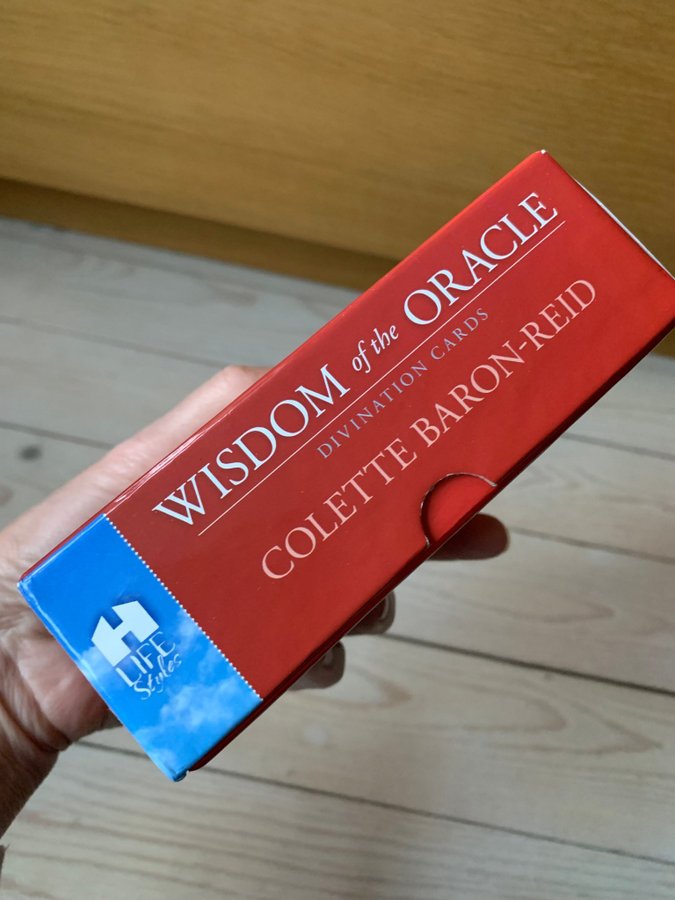 WISDOM of the ORACLE
DIVINATION CARDS
COLETTE BARON-REID
H
LIFE
Styles